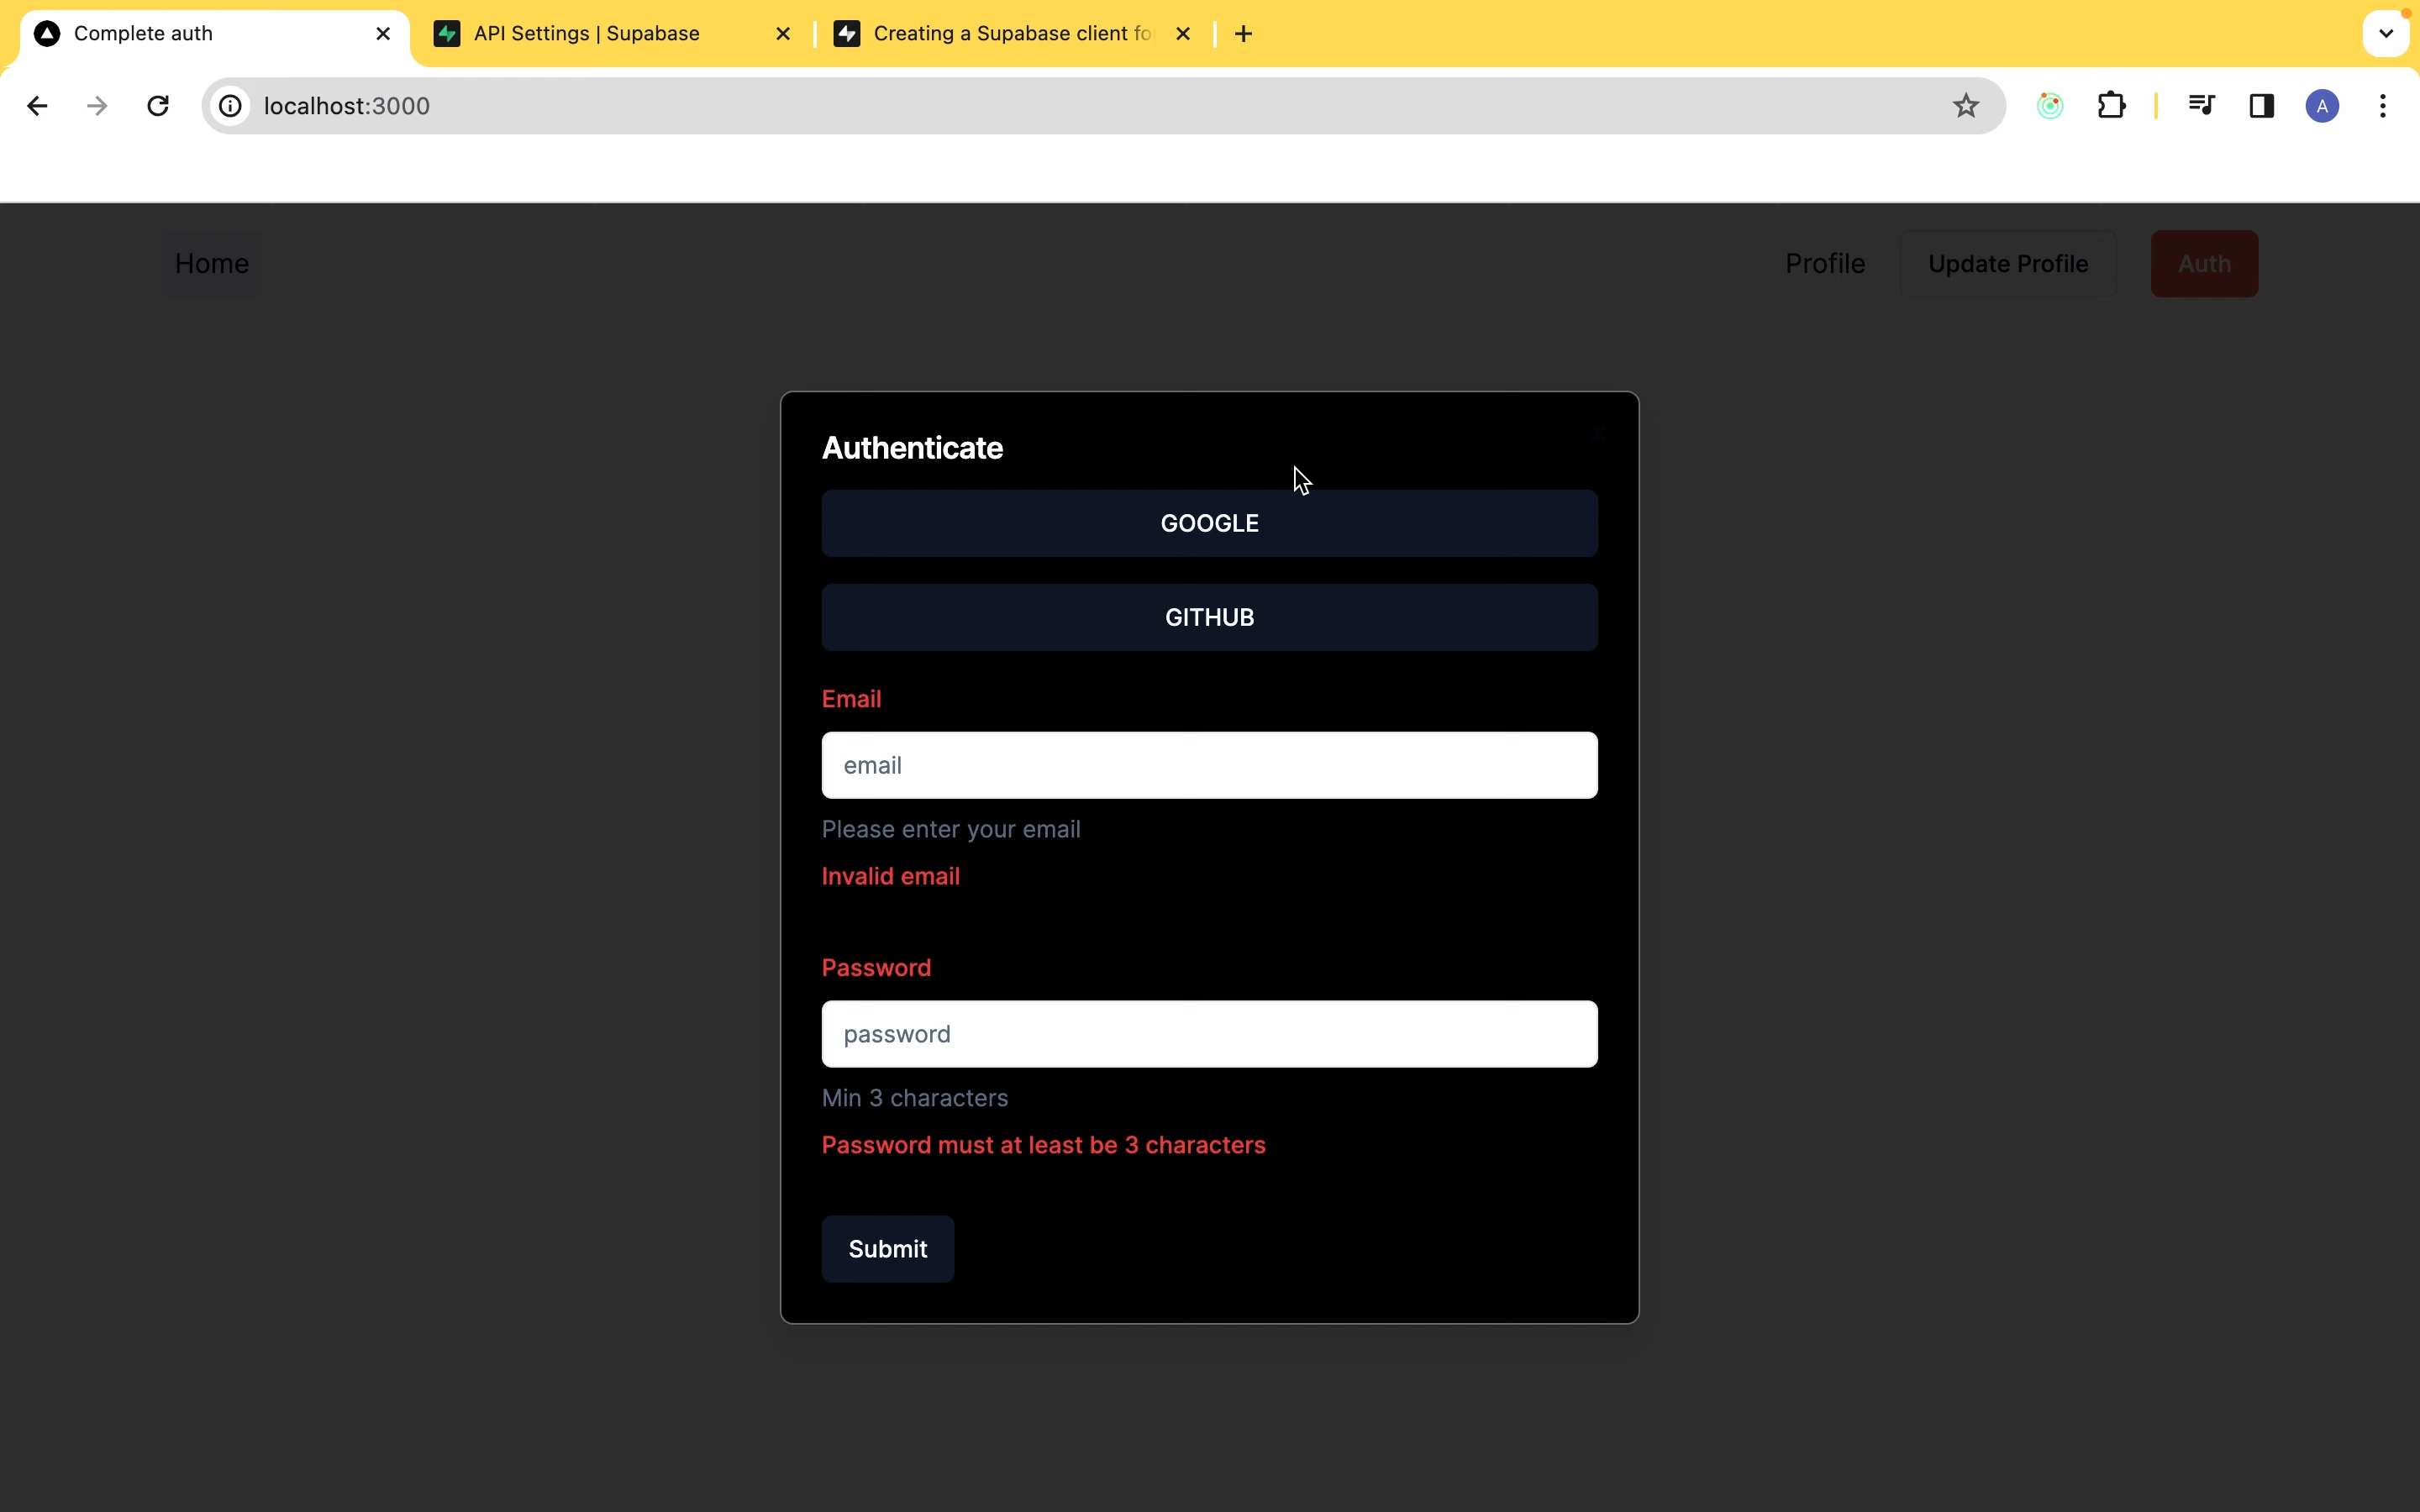 Complete auth
API Settings | Supabase
Creating a Supabase client fo
localhost:3000
A
Home
Profile
Update Profile
Auth
Authenticate
GOOGLE
GITHUB
Email
email
Please enter your email
Invalid email
Password
password
Min 3 characters
Password must at least be 3 characters
Submit